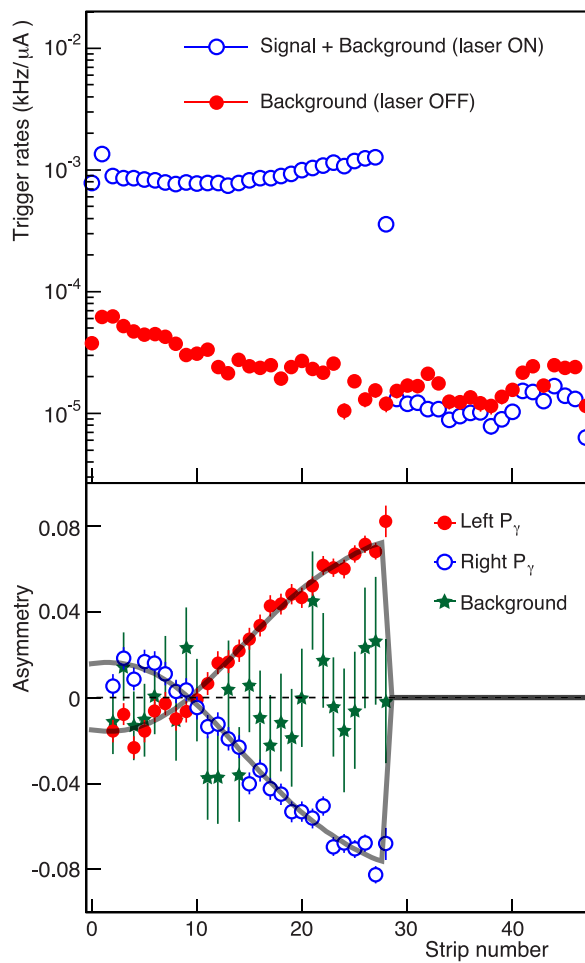 10^-2
Signal + Background (laser ON)
Background (laser OFF)
Trigger rates (kHz/μA)
10^-3
10^-4
10^-5
0.08
Left P_γ
Right P_γ
Background
0.04
Asymmetry
0
-0.04
-0.08
0 10 20 30 40
Strip number